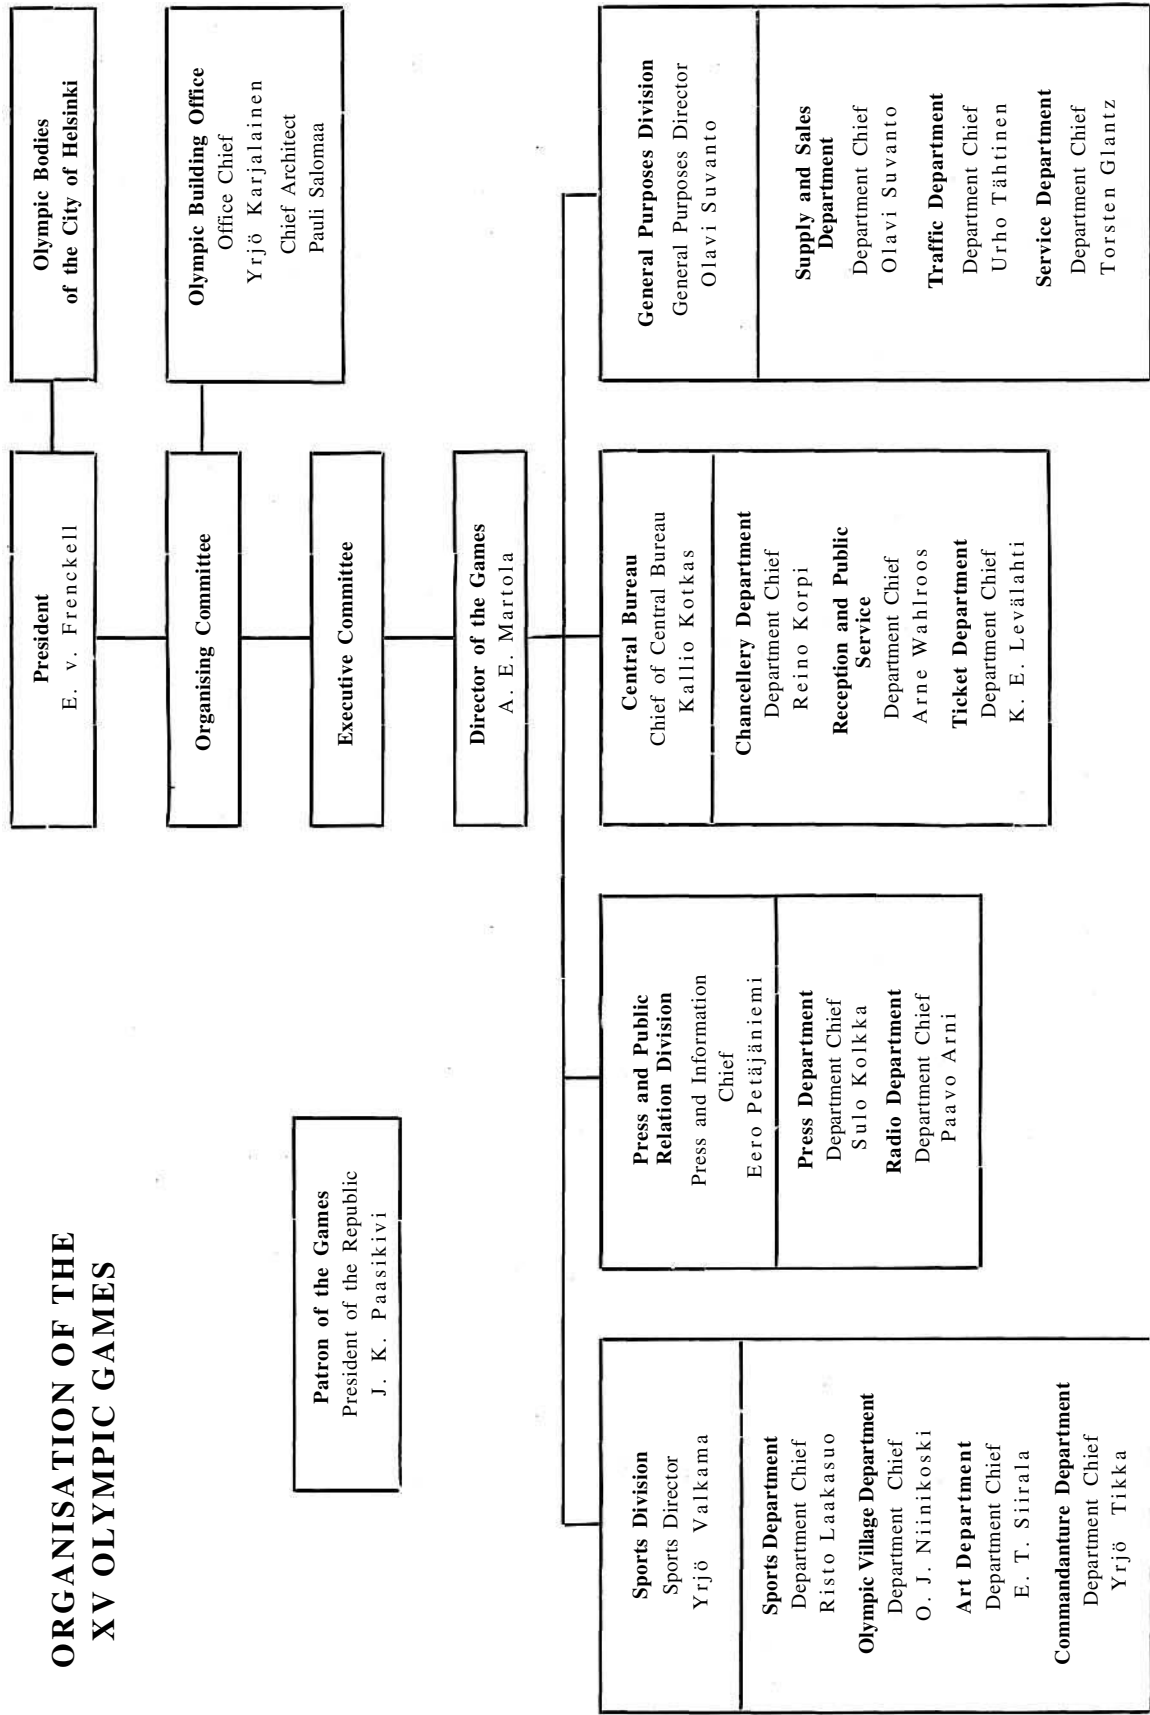 ORGANISATION OF THE
XV OLYMPIC GAMES
Patron of the Games
President of the Republic
J. K. Paasikivi
President
E. v. Frenckell
Olympic Bodies
of the City of Helsinki
Organising Committee
Olympic Building Office
Office Chief
Yrjö Karjalainen
Chief Architect
Pauli Salomaa
Executive Committee
Director of the Games
A. E. Martola
Sports Division
Sports Director
Yrjö Valkama
Sports Department
Department Chief
Risto Laakasuo
Olympic Village Department
Department Chief
O. J. Niinikoski
Art Department
Department Chief
E. T. Siirala
Commandanture Department
Department Chief
Yrjö Tikka
Press and Public
Relation Division
Press and Information
Chief
Eero Petäjäniemi
Press Department
Department Chief
Sulo Kolkka
Radio Department
Department Chief
Paavo Arni
Central Bureau
Chief of Central Bureau
Kallio Kotkas
Chancellery Department
Department Chief
Reino Korpi
Reception and Public
Service
Department Chief
Arne Wahlroos
Ticket Department
Department Chief
K. E. Levälahti
General Purposes Division
General Purposes Director
Olavi Suvanto
Supply and Sales
Department
Department Chief
Olavi Suvanto
Traffic Department
Department Chief
Urho Tähtinen
Service Department
Department Chief
Torsten Glantz